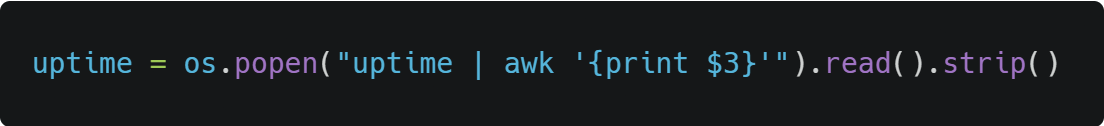 uptime = os.popen("uptime | awk '{print $3}'").read().strip()